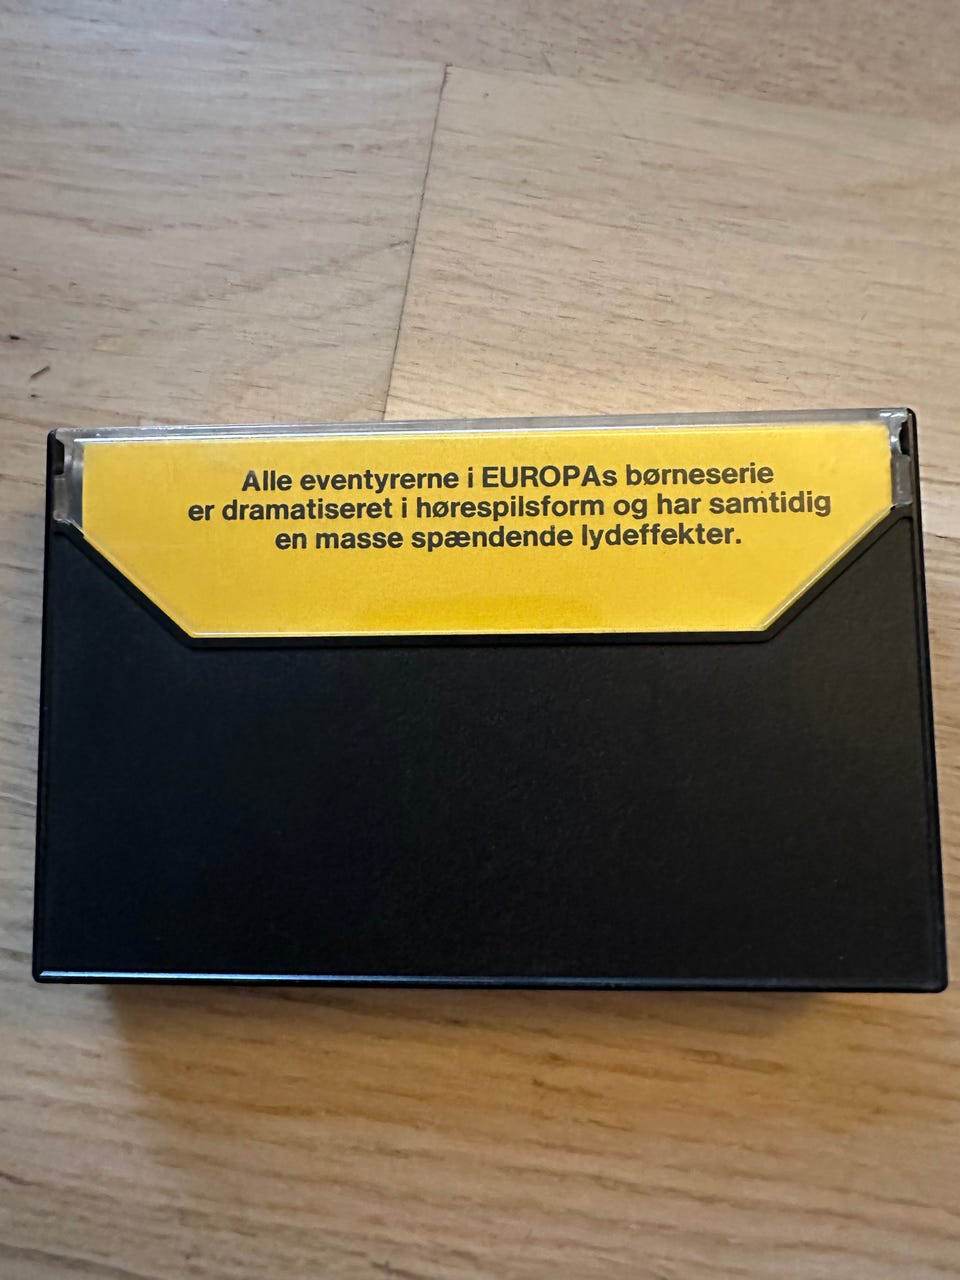 Alle eventyrerne i EUROPAs børneserie
er dramatiseret i hørespilsform og har samtidig
en masse spændende lydeffekter.